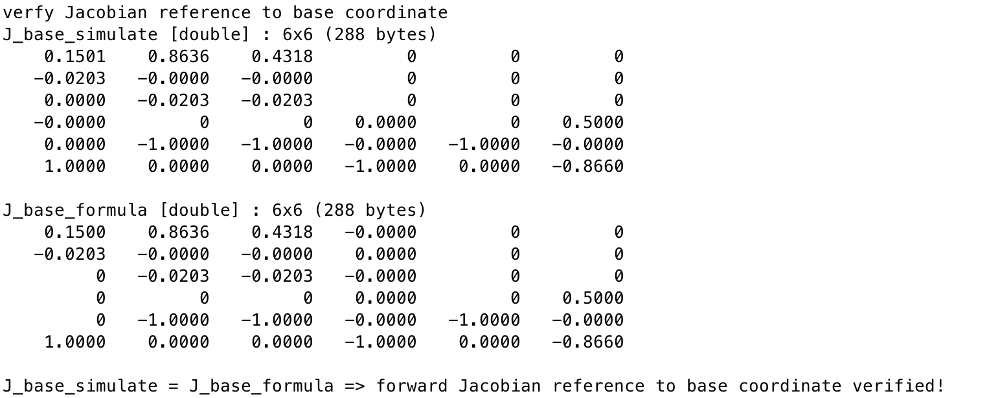 verfy Jacobian reference to base coordinate
J_base_simulate [double] : 6x6 (288 bytes)
0.1501 0.8636 0.4318 0 0 0
-0.0203 -0.0000 -0.0000 0 0 0
0.0000 -0.0203 -0.0203 0 0 0
-0.0000 0 0 0.0000 0 0.5000
0.0000 -1.0000 -1.0000 -0.0000 -1.0000 -0.0000
1.0000 0.0000 0.0000 -1.0000 0.0000 -0.8660
J_base_formula [double] : 6x6 (288 bytes)
0.1500 0.8636 0.4318 -0.0000 0 0
-0.0203 -0.0000 -0.0000 0.0000 0 0
0 -0.0203 -0.0203 -0.0000 0 0
0 0 0 0.0000 0 0.5000
0 -1.0000 -1.0000 -0.0000 -1.0000 -0.0000
1.0000 0.0000 0.0000 -1.0000 0.0000 -0.8660
J_base_simulate = J_base_formula => forward Jacobian reference to base coordinate verified!